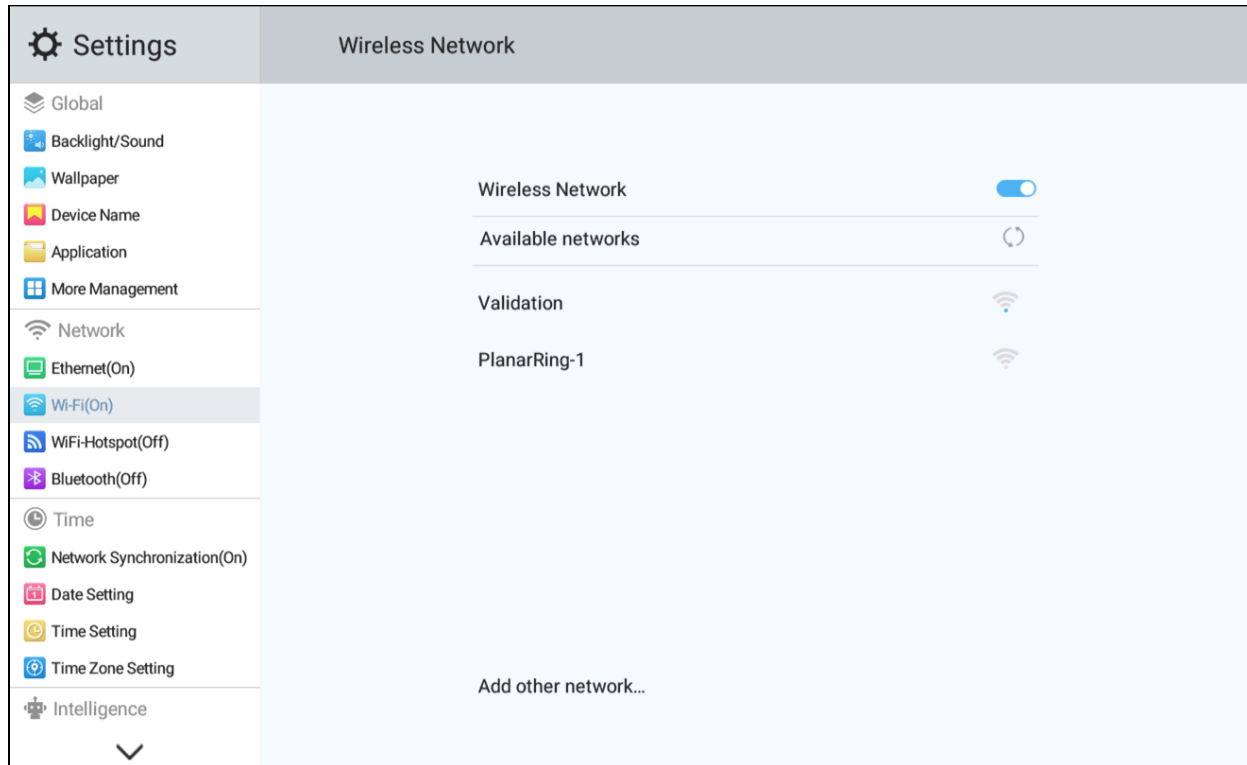 Settings
Wireless Network
Global
Backlight/Sound
Wallpaper
Device Name
Application
More Management
Network
Ethernet(On)
Wi-Fi(On)
WiFi-Hotspot(Off)
Bluetooth(Off)
Time
Network Synchronization(On)
Date Setting
Time Setting
Time Zone Setting
Intelligence
Wireless Network
Available networks
Validation
PlanarRing-1
Add other network...